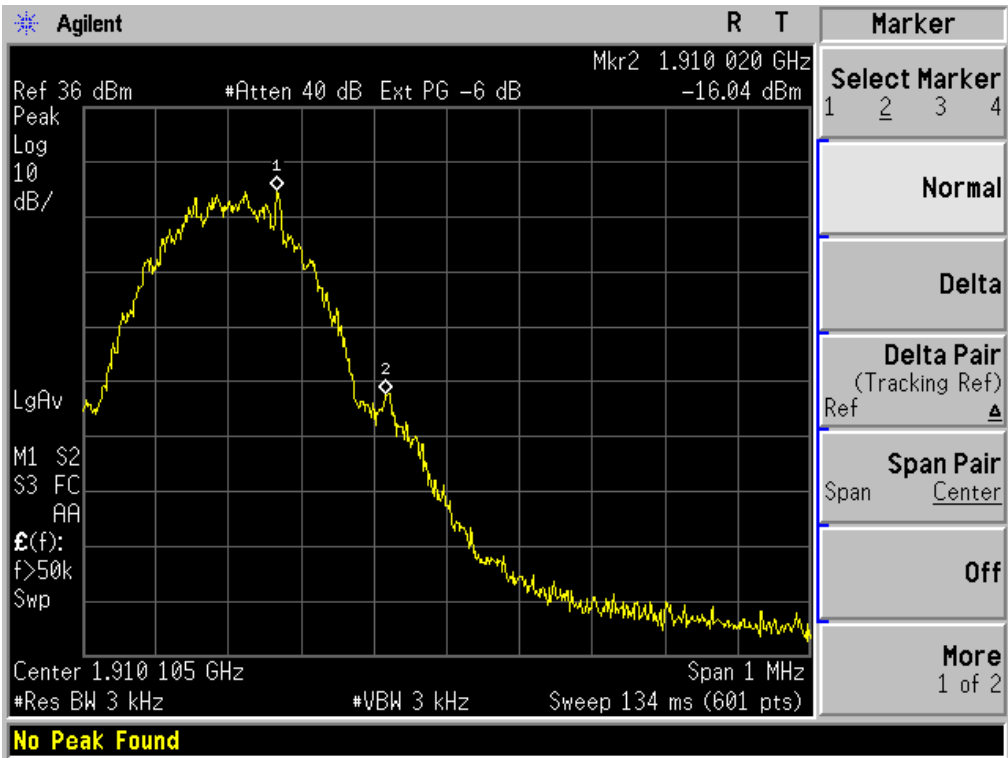 Agilent
R T
Mkr2 1.910 020 GHz
Ref 36 dBm #Atten 40 dB Ext PG -6 dB -16.04 dBm
Peak
Log
10
dB/
1
2
LgAv
M1 S2
S3 FC
AA
£(f):
f>50k
Swp
Center 1.910 105 GHz Span 1 MHz
#Res BW 3 kHz #VBW 3 kHz Sweep 134 ms (601 pts)
No Peak Found
Marker
Select Marker
1 2 3 4
Normal
Delta
Delta Pair
(Tracking Ref)
Ref Δ
Span Pair
Span Center
Off
More
1 of 2